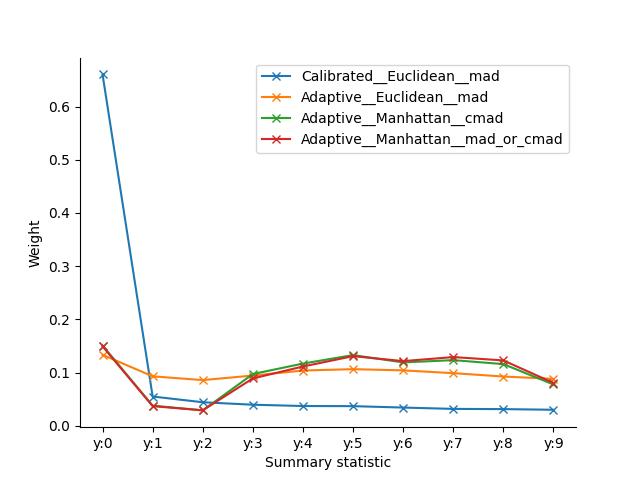 Calibrated__Euclidean__mad
Adaptive__Euclidean__mad
Adaptive__Manhattan__cmad
Adaptive__Manhattan__mad_or_cmad
Weight
0.6
0.5
0.4
0.3
0.2
0.1
0.0
y:0 y:1 y:2 y:3 y:4 y:5 y:6 y:7 y:8 y:9
Summary statistic